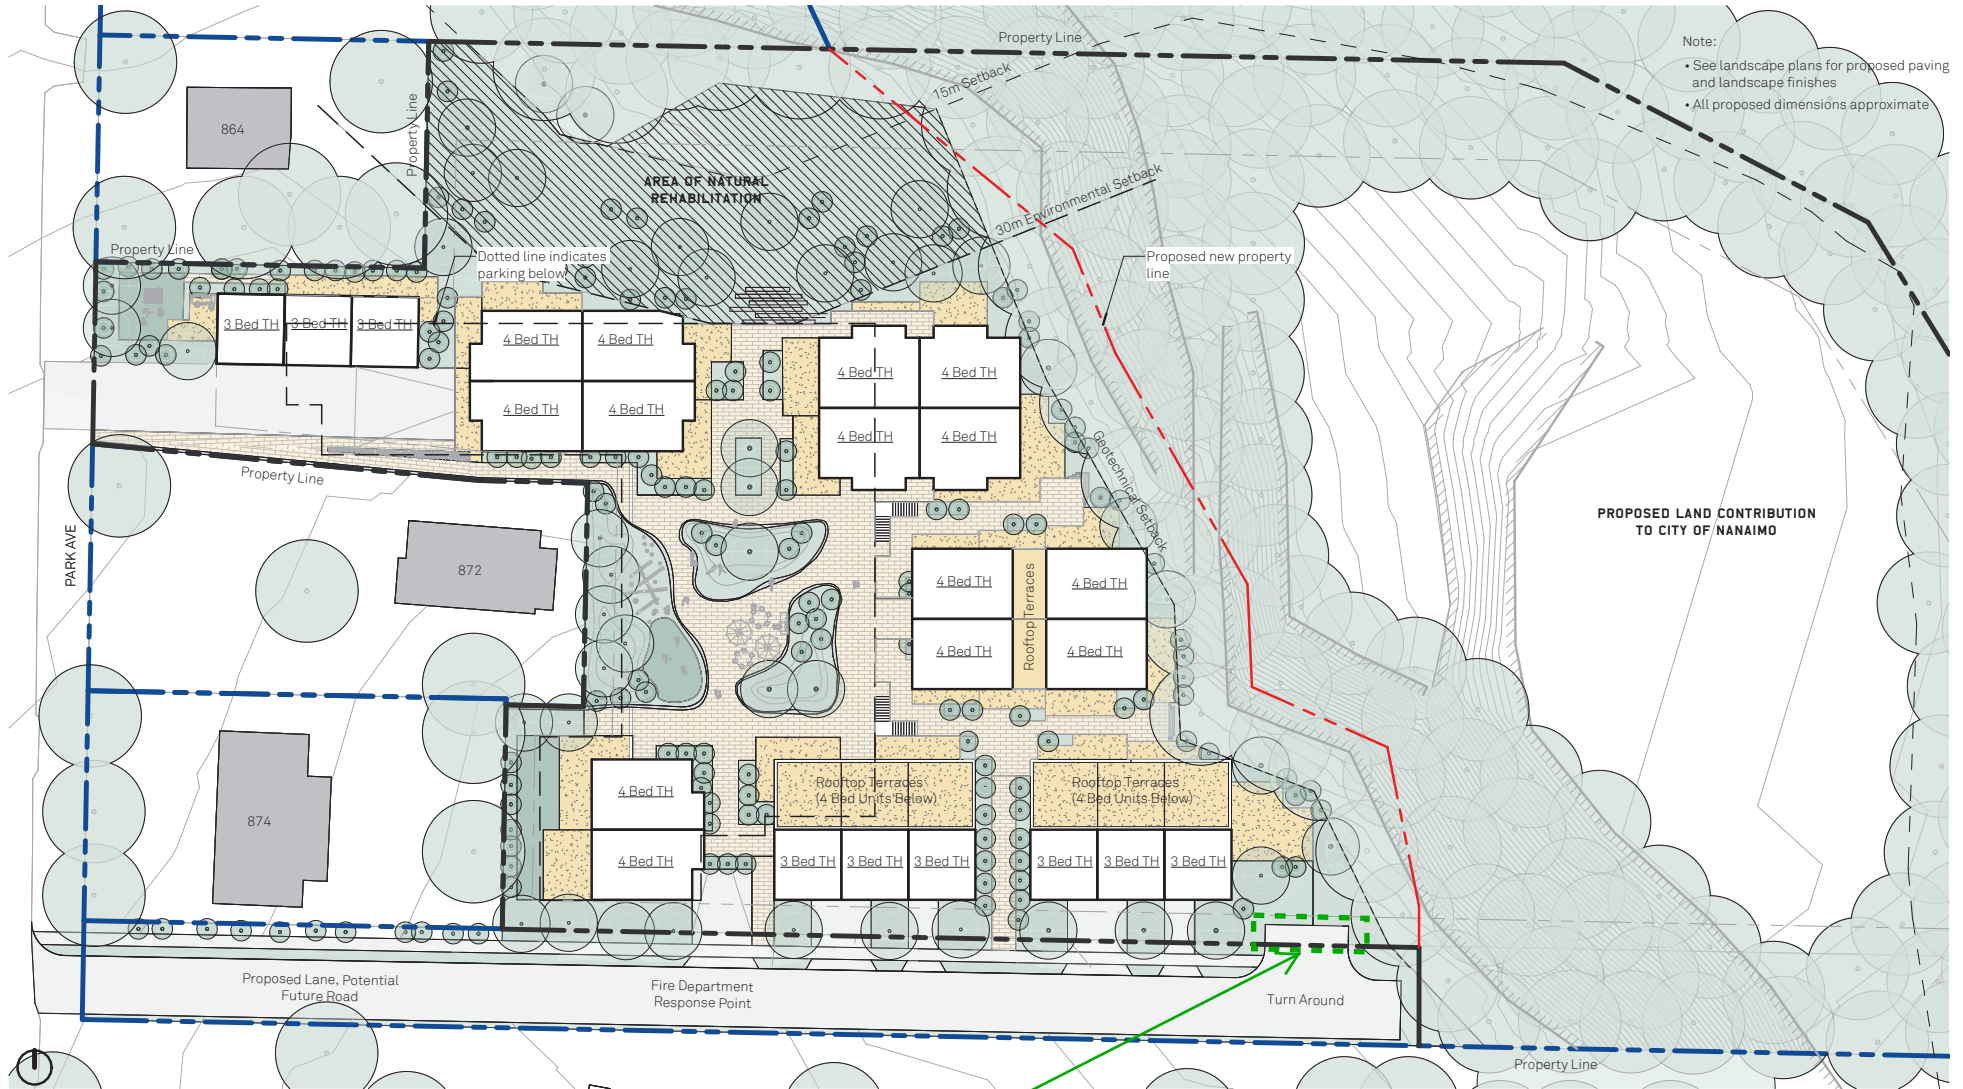 Property Line
Note:
• See landscape plans for proposed paving
and landscape finishes
• All proposed dimensions approximate
15m Setback
864
Property Line
AREA OF NATURAL
REHABILITATION
30m Environmental Setback
Property Line
Dotted line indicates
parking below
Proposed new property
line
3 Bed TH
3 Bed TH
3 Bed TH
4 Bed TH
4 Bed TH
4 Bed TH
4 Bed TH
4 Bed TH
4 Bed TH
4 Bed TH
4 Bed TH
Geotechnical Setback
Property Line
PROPOSED LAND CONTRIBUTION
TO CITY OF NANAIMO
PARK AVE
872
4 Bed TH
4 Bed TH
Rooftop Terraces
4 Bed TH
4 Bed TH
874
4 Bed TH
Rooftop Terraces
(4 Bed Units Below)
Rooftop Terraces
(4 Bed Units Below)
4 Bed TH
3 Bed TH
3 Bed TH
3 Bed TH
3 Bed TH
3 Bed TH
3 Bed TH
Proposed Lane, Potential
Future Road
Fire Department
Response Point
Turn Around
Property Line